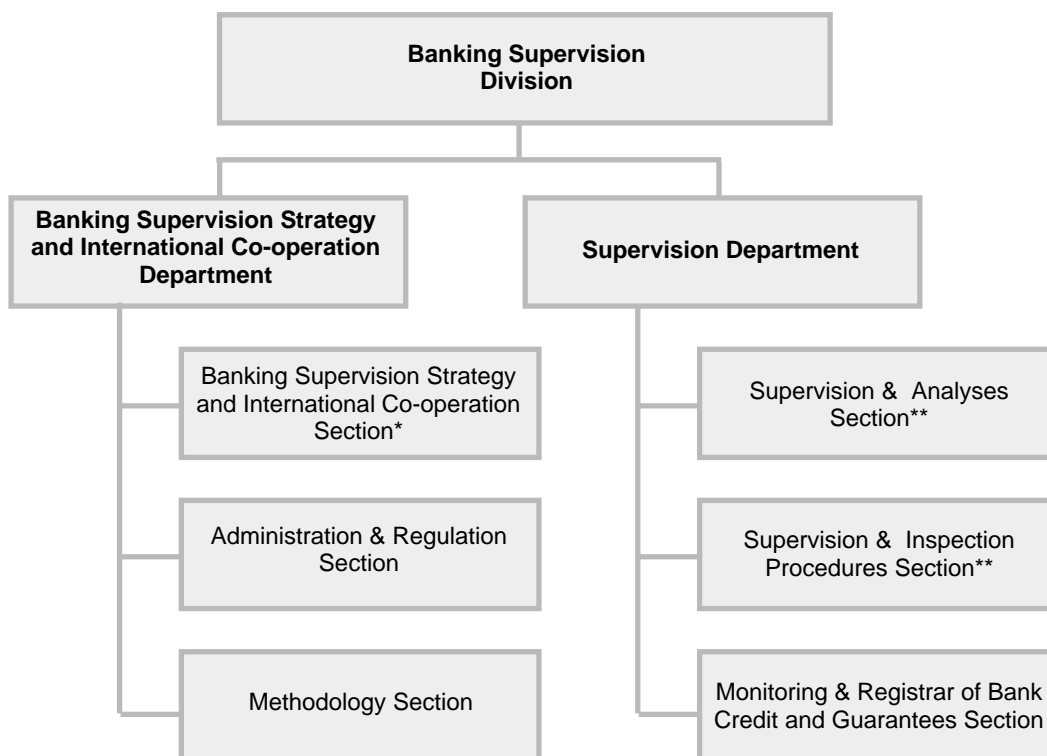 Banking Supervision
Division
Banking Supervision Strategy
and International Co-operation
Department
Supervision Department
Banking Supervision Strategy
and International Co-operation
Section*
Supervision & Analyses
Section**
Administration & Regulation
Section
Supervision & Inspection
Procedures Section**
Methodology Section
Monitoring & Registrar of Bank
Credit and Guarantees Section